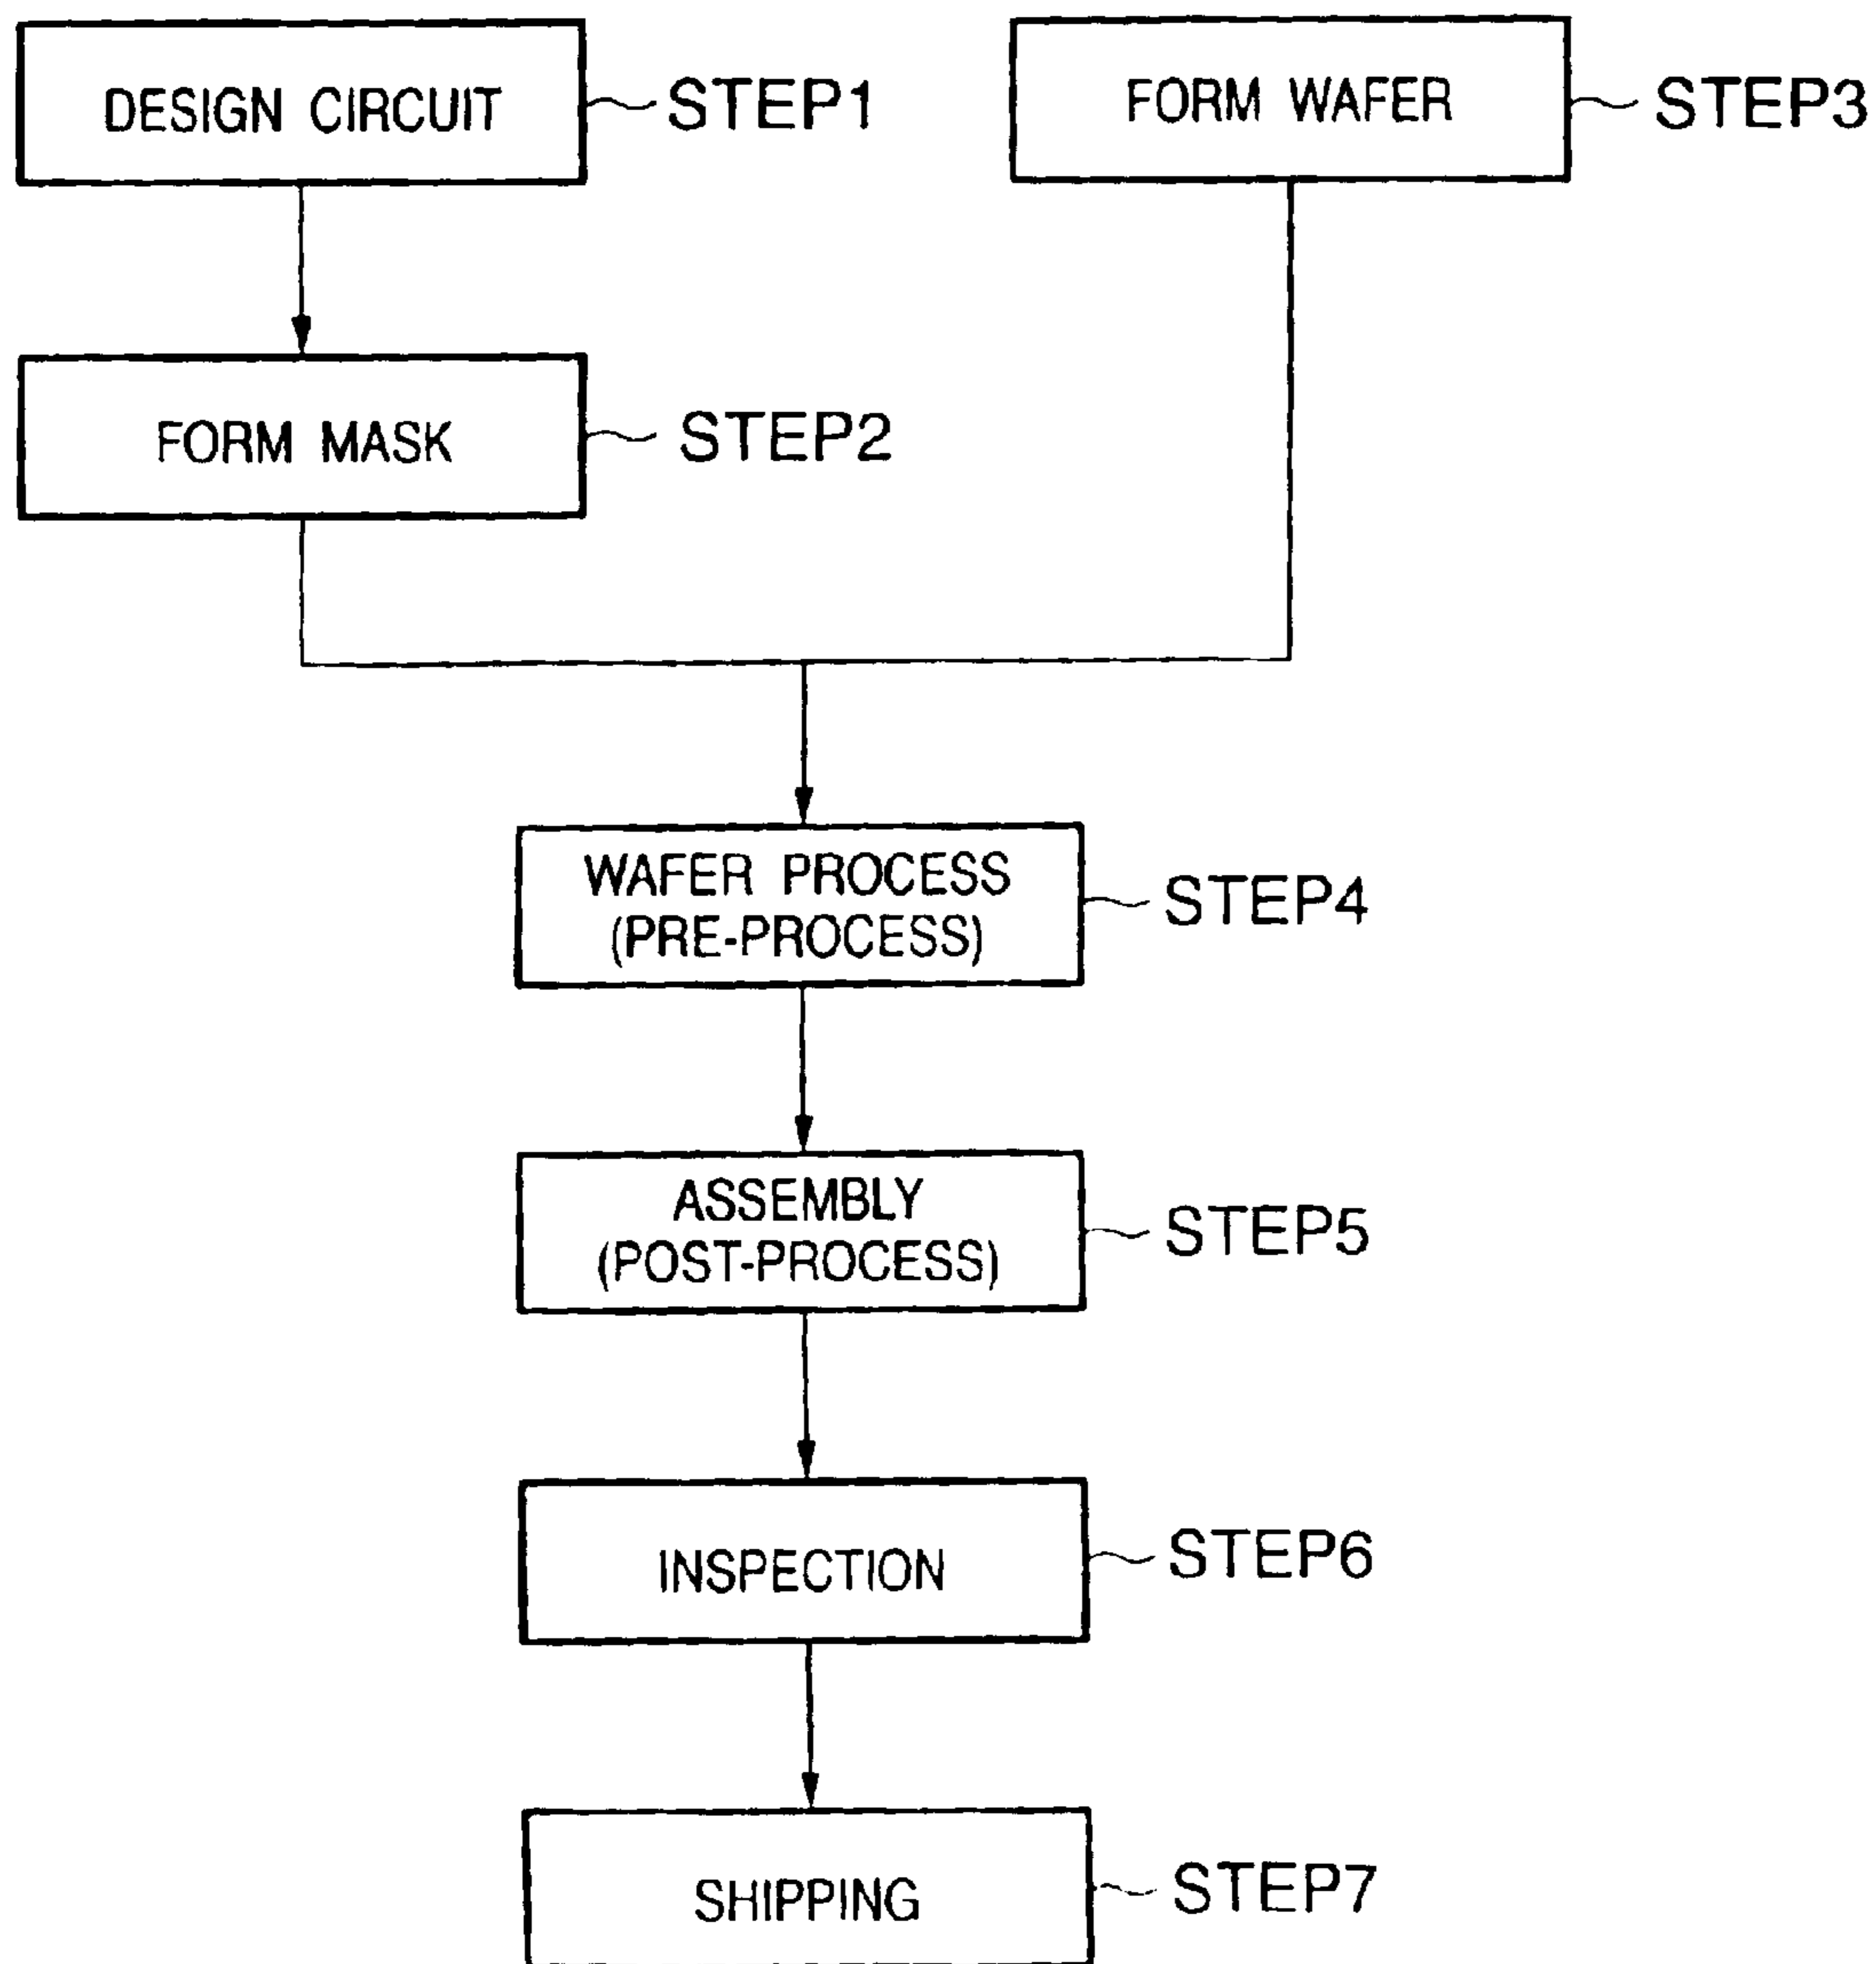 DESIGN CIRCUIT
STEP1
FORM WAFER
STEP3
FORM MASK
STEP2
WAFER PROCESS
(PRE-PROCESS)
STEP4
ASSEMBLY
(POST-PROCESS)
STEP5
INSPECTION
STEP6
SHIPPING
STEP7